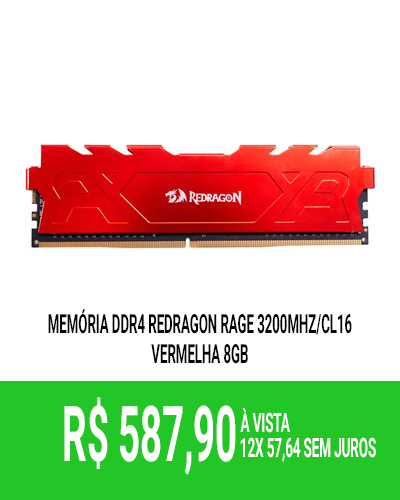 REDRAGON
MEMÓRIA DDR4 REDRAGON RAGE 3200MHZ/CL16
VERMELHA 8GB
R$ 587,90 À VISTA
12X 57,64 SEM JUROS